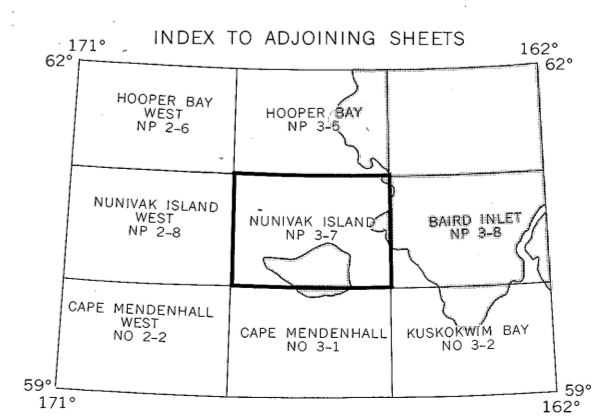 INDEX TO ADJOINING SHEETS
171°
162°
62°
62°
HOOPER BAY
WEST
NP 2-6
HOOPER BAY
NP 3-5
NUNIVAK ISLAND
WEST
NP 2-8
NUNIVAK ISLAND
NP 3-7
BAIRD INLET
NP 3-8
CAPE MENDENHALL
WEST
NO 2-2
CAPE MENDENHALL
NO 3-1
KUSKOKWIM BAY
NO 3-2
59°
59°
171°
162°